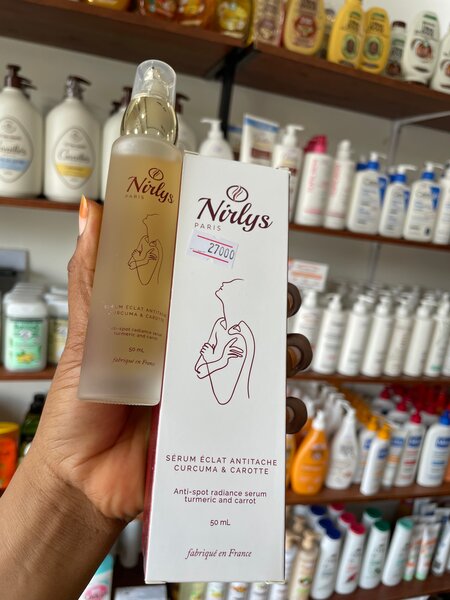 Nirlys
PARIS
SÉRUM ÉCLAT ANTITACHE
CURCUMA & CAROTTE
Anti-spot radiance serum
turmeric and carrot
50 mL
fabriqué en France
Nirlys
PARIS
27000
SÉRUM ÉCLAT ANTITACHE
CURCUMA & CAROTTE
Anti-spot radiance serum
turmeric and carrot
50 mL
fabriqué en France